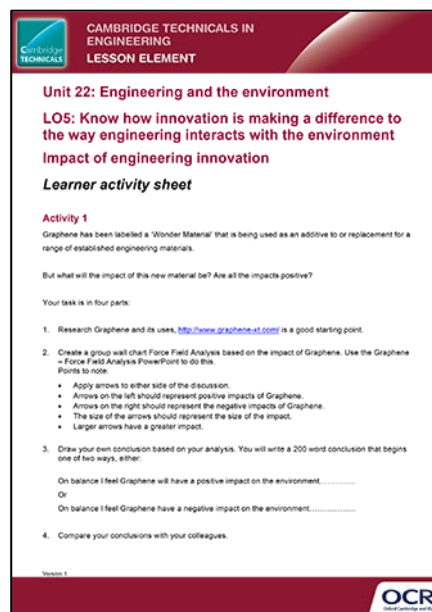 Cambridge
TECHNICALS
CAMBRIDGE TECHNICALS IN
ENGINEERING
LESSON ELEMENT
Unit 22: Engineering and the environment
LO5: Know how innovation is making a difference to
the way engineering interacts with the environment
Impact of engineering innovation
Learner activity sheet
Activity 1
Graphene has been labelled a 'Wonder Material' that is being used as an additive to or replacement for a
range of established engineering materials.
But what will the impact of this new material be? Are all the impacts positive?
Your task is in four parts:
1. Research Graphene and its uses, http://www.graphene-xt.com/ is a good starting point.
2. Create a group wall chart Force Field Analysis based on the impact of Graphene. Use the Graphene
– Force Field Analysis PowerPoint to do this.
Points to note:
• Apply arrows to either side of the discussion.
• Arrows on the left should represent positive impacts of Graphene.
• Arrows on the right should represent the negative impacts of Graphene.
• The size of the arrows should represent the size of the impact.
• Larger arrows have a greater impact.
3. Draw your own conclusion based on your analysis. You will write a 200 word conclusion that begins
one of two ways, either:
On balance I feel Graphene will have a positive impact on the environment……………
Or
On balance I feel Graphene have a negative impact on the environment……………….
4. Compare your conclusions with your colleagues.
Version 1
OCR